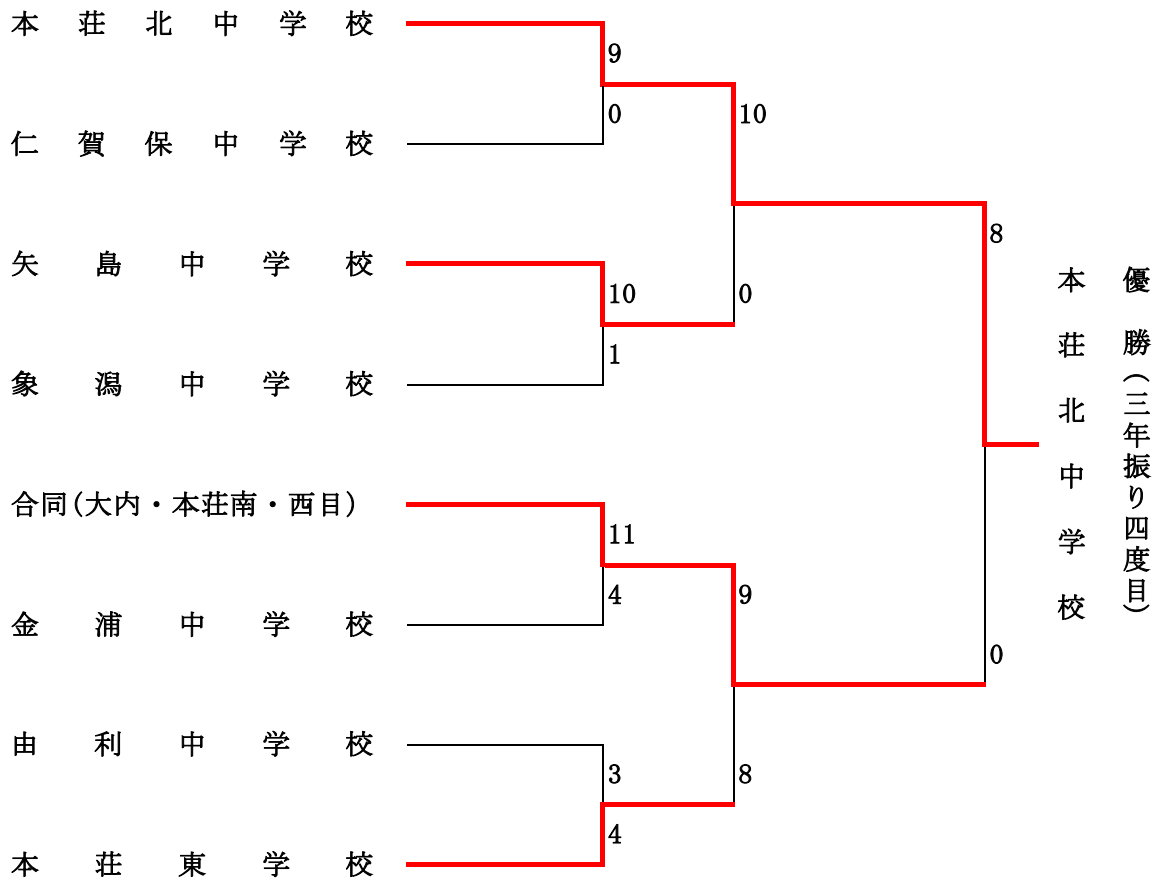 本荘北中学校
9
0
仁賀保中学校
10
矢島中学校
10
1
0
象潟中学校
合同(大内・本荘南・西目)
11
4
金浦中学校
9
由利中学校
3
4
8
本荘東学校
8
0
優勝(三年振り四度目)
本荘北中学校